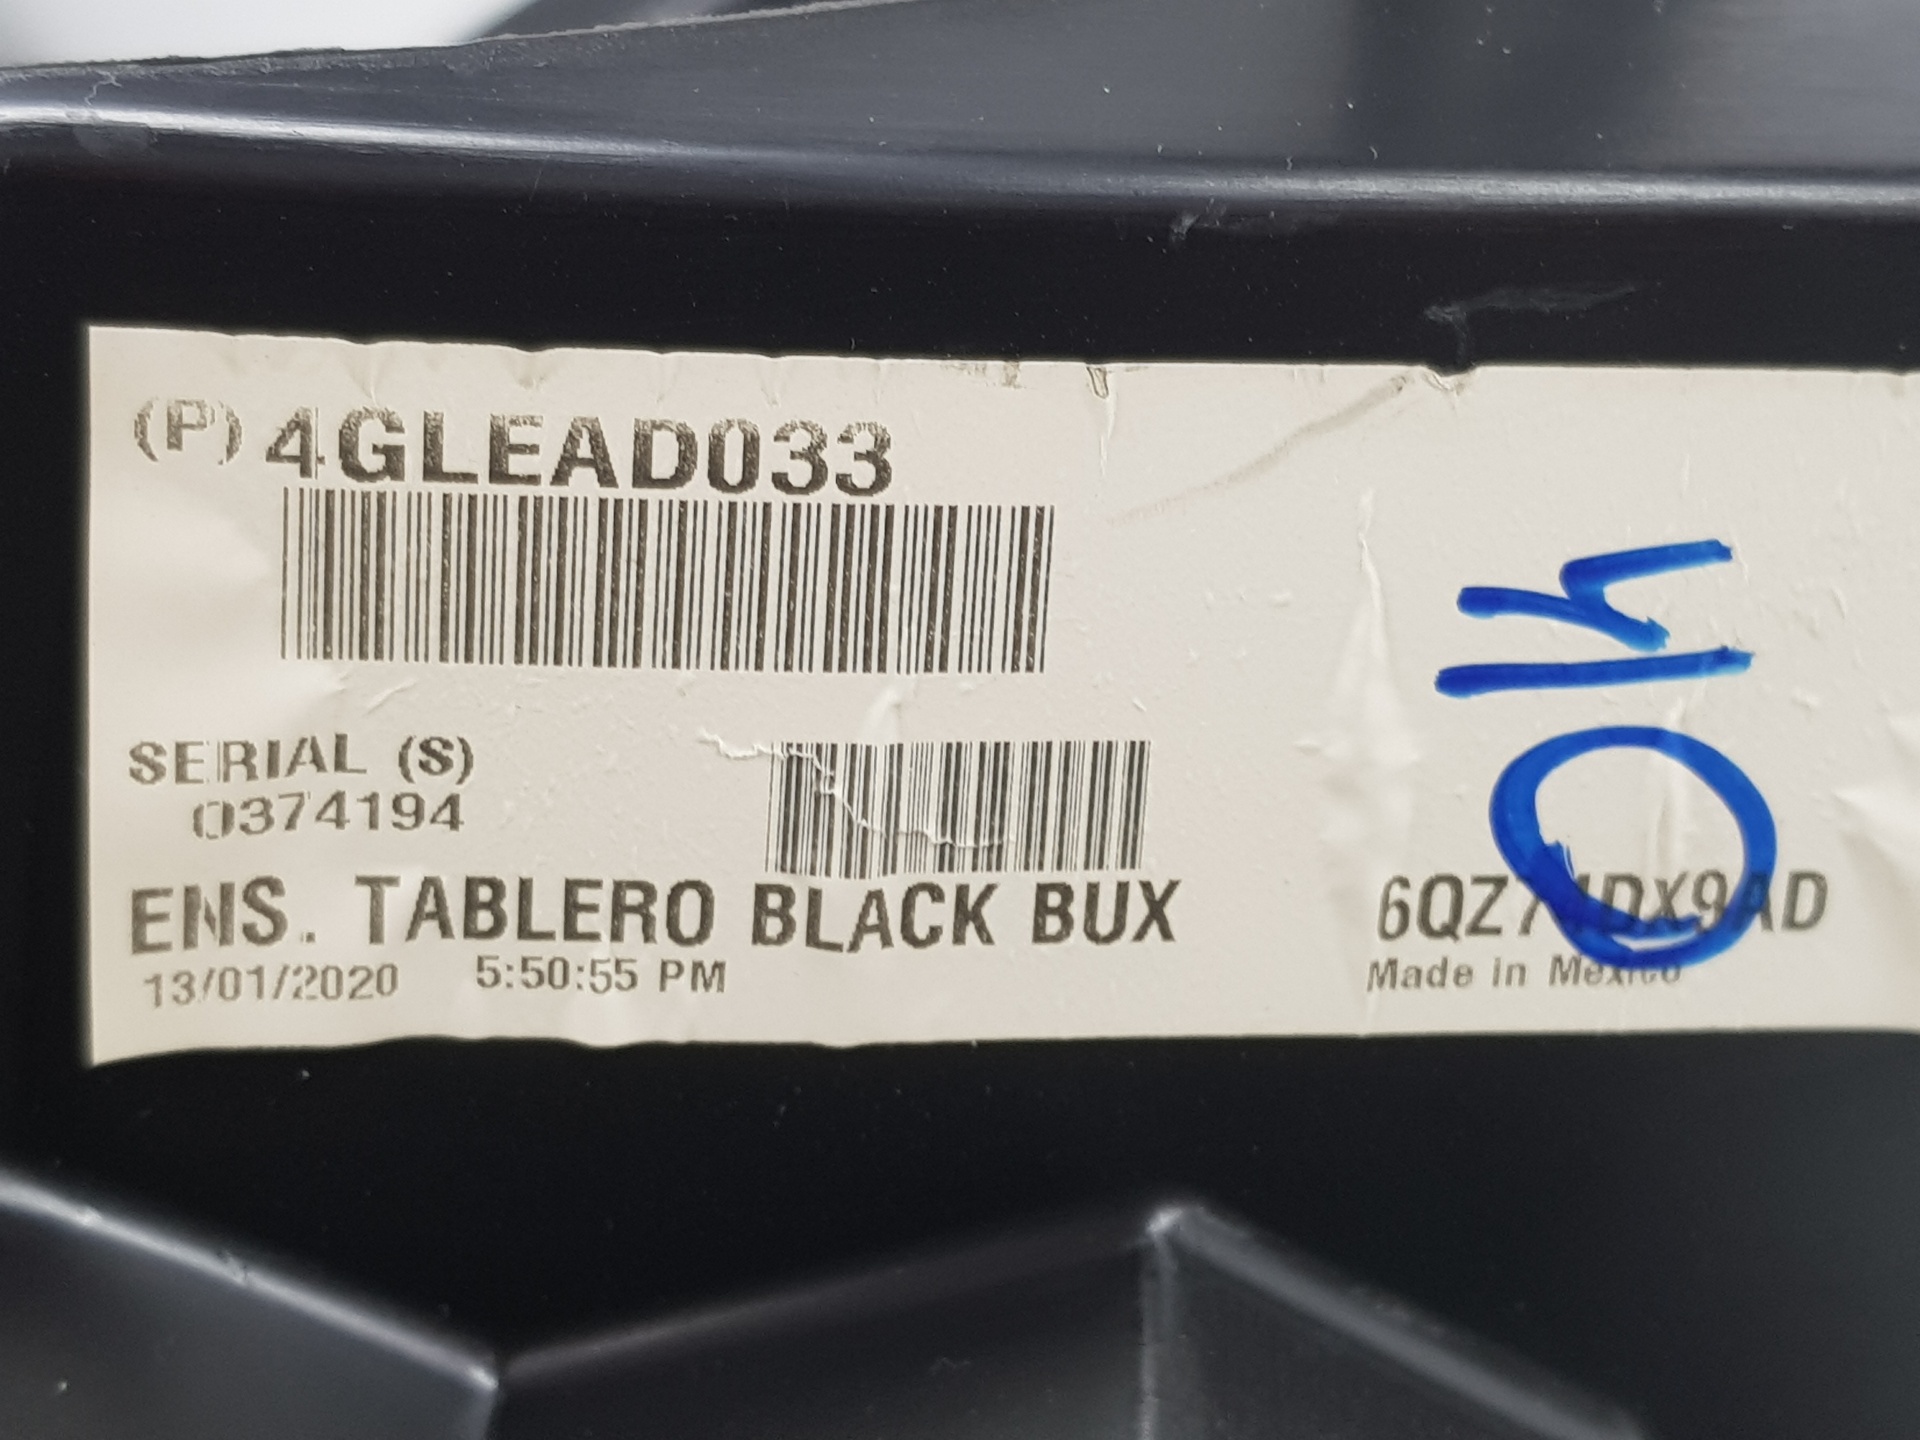 (P) 4GLEAD033
SERIAL (S)
0374194
ENS. TABLERO BLACK BUX
13/01/2020 5:50:55 PM
Made in Mexico